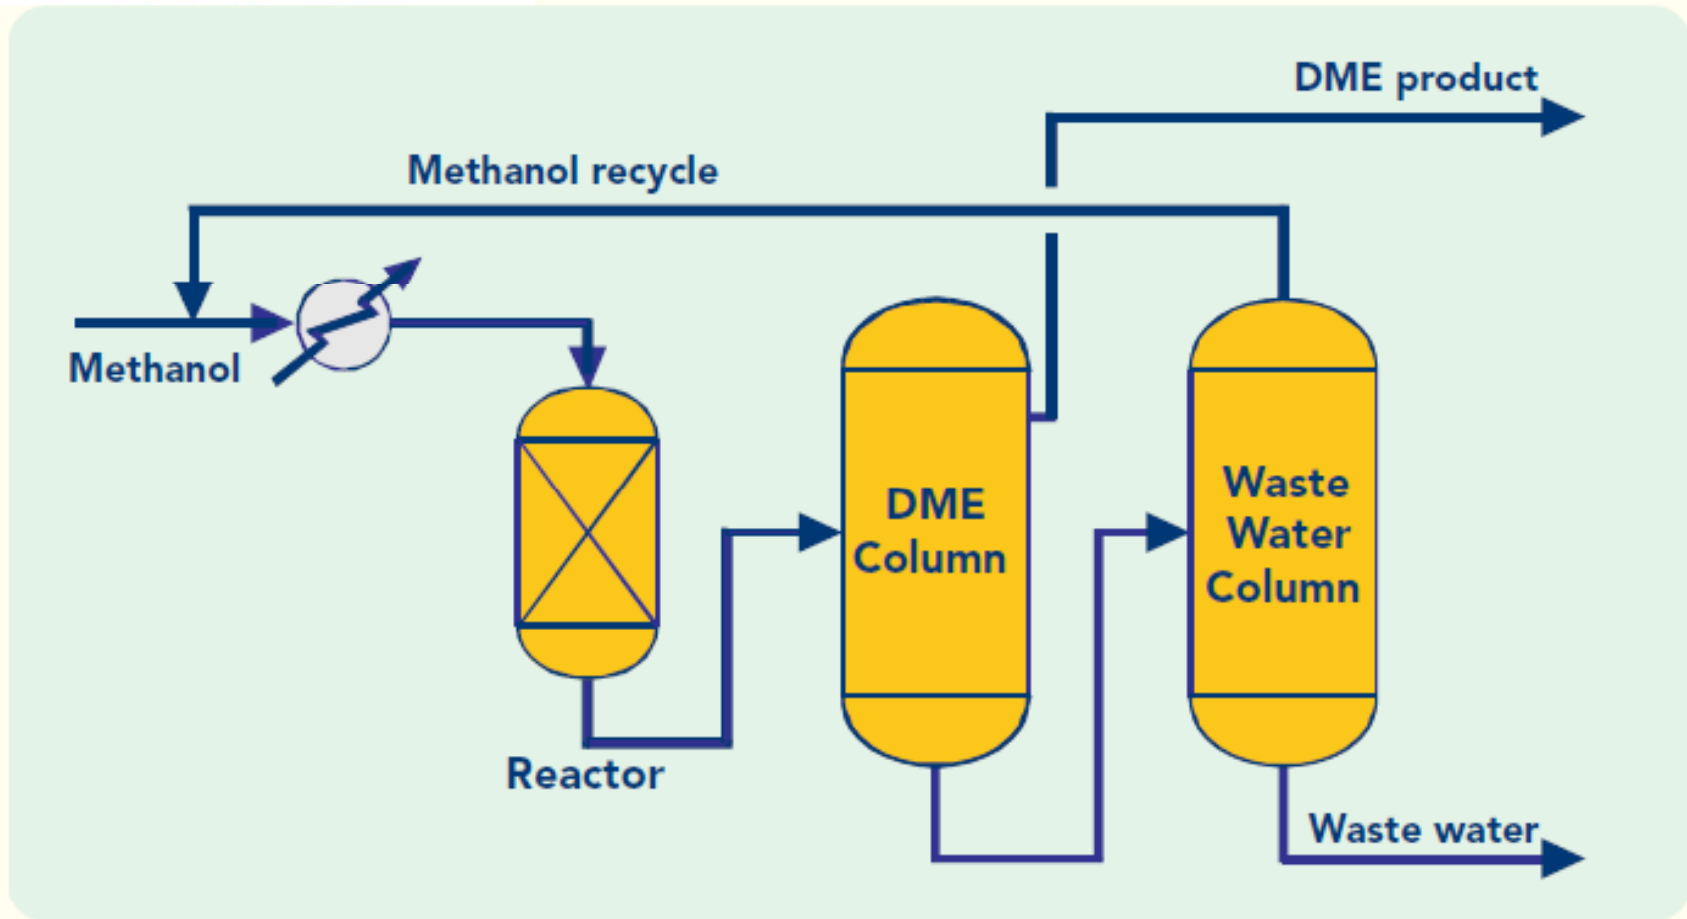 DME product
Methanol recycle
Methanol
DME
Column
Waste
Water
Column
Reactor
Waste water